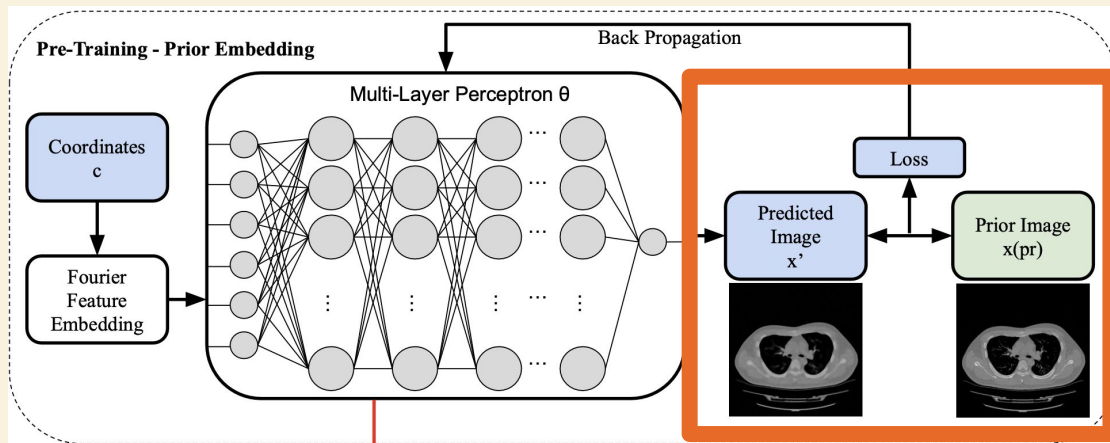 Pre-Training - Prior Embedding
Back Propagation
Multi-Layer Perceptron θ
Coordinates
c
Fourier
Feature
Embedding
...
...
...
...
Loss
Predicted
Image
x’
Prior Image
x(pr)